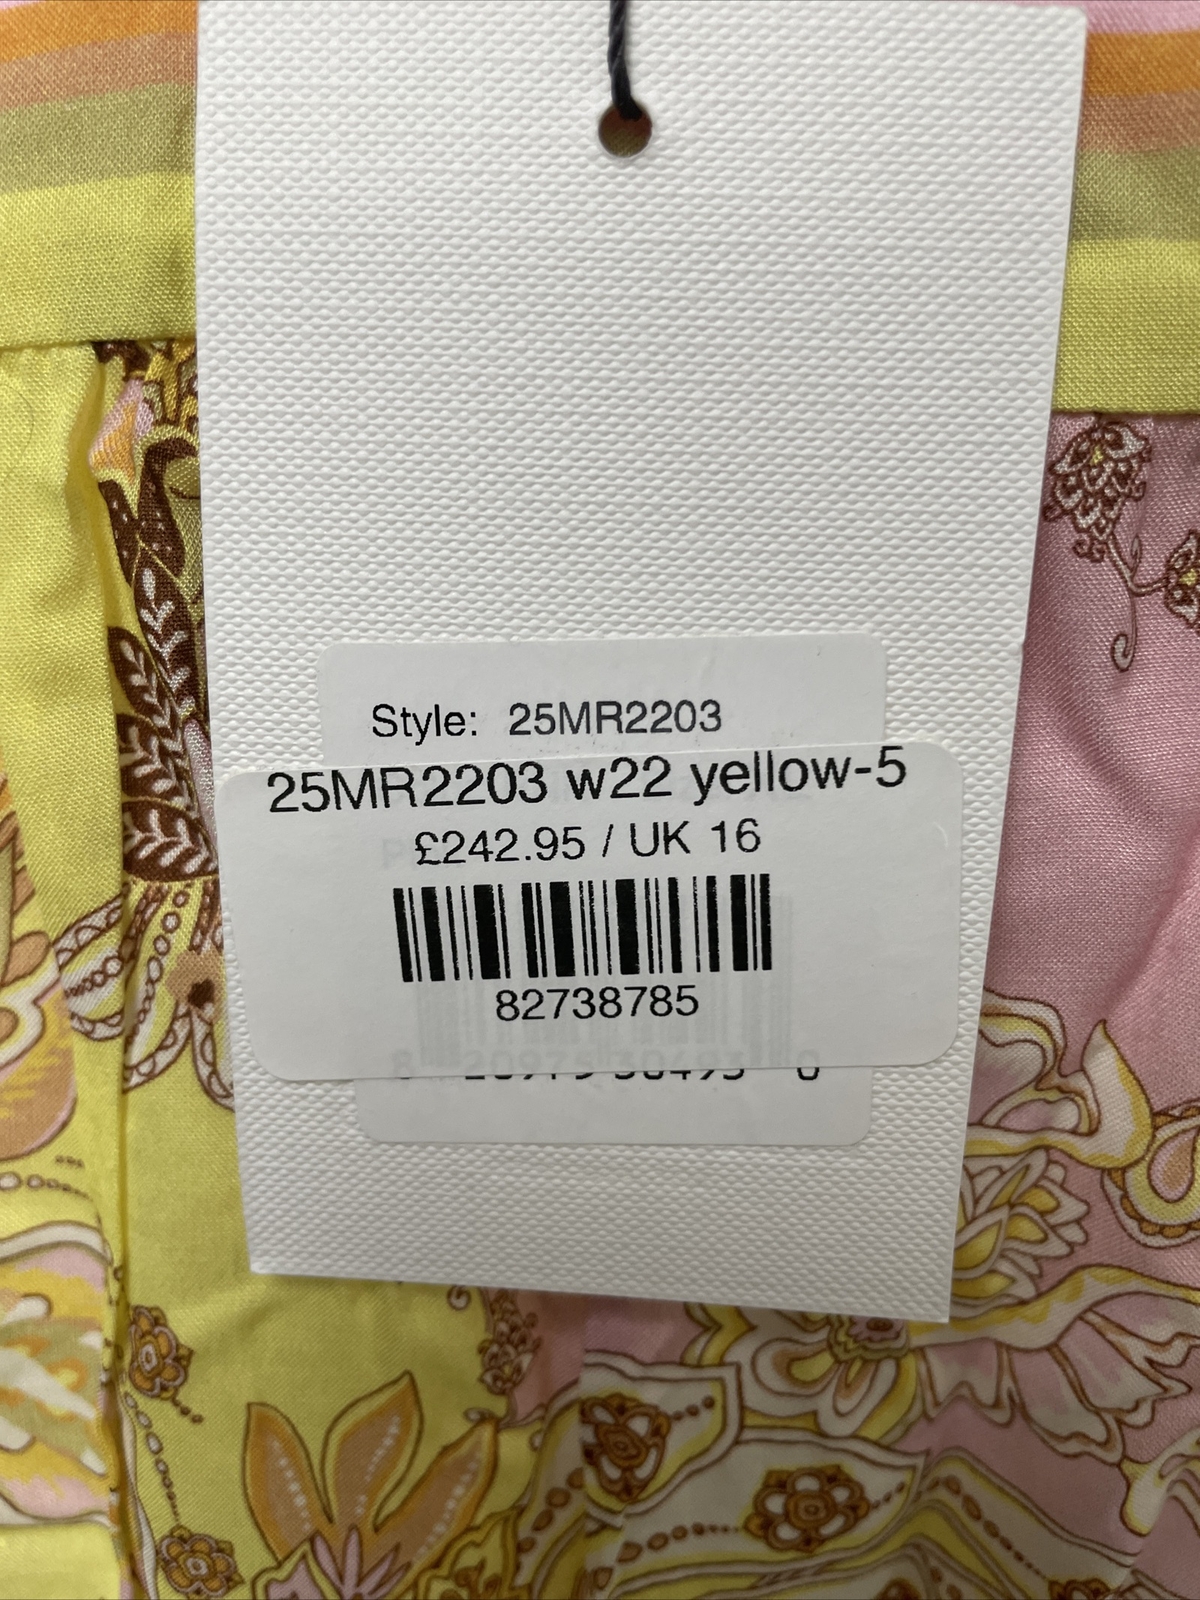 Style: 25MR2203
25MR2203 w22 yellow-5
£242.95 / UK 16
82738785